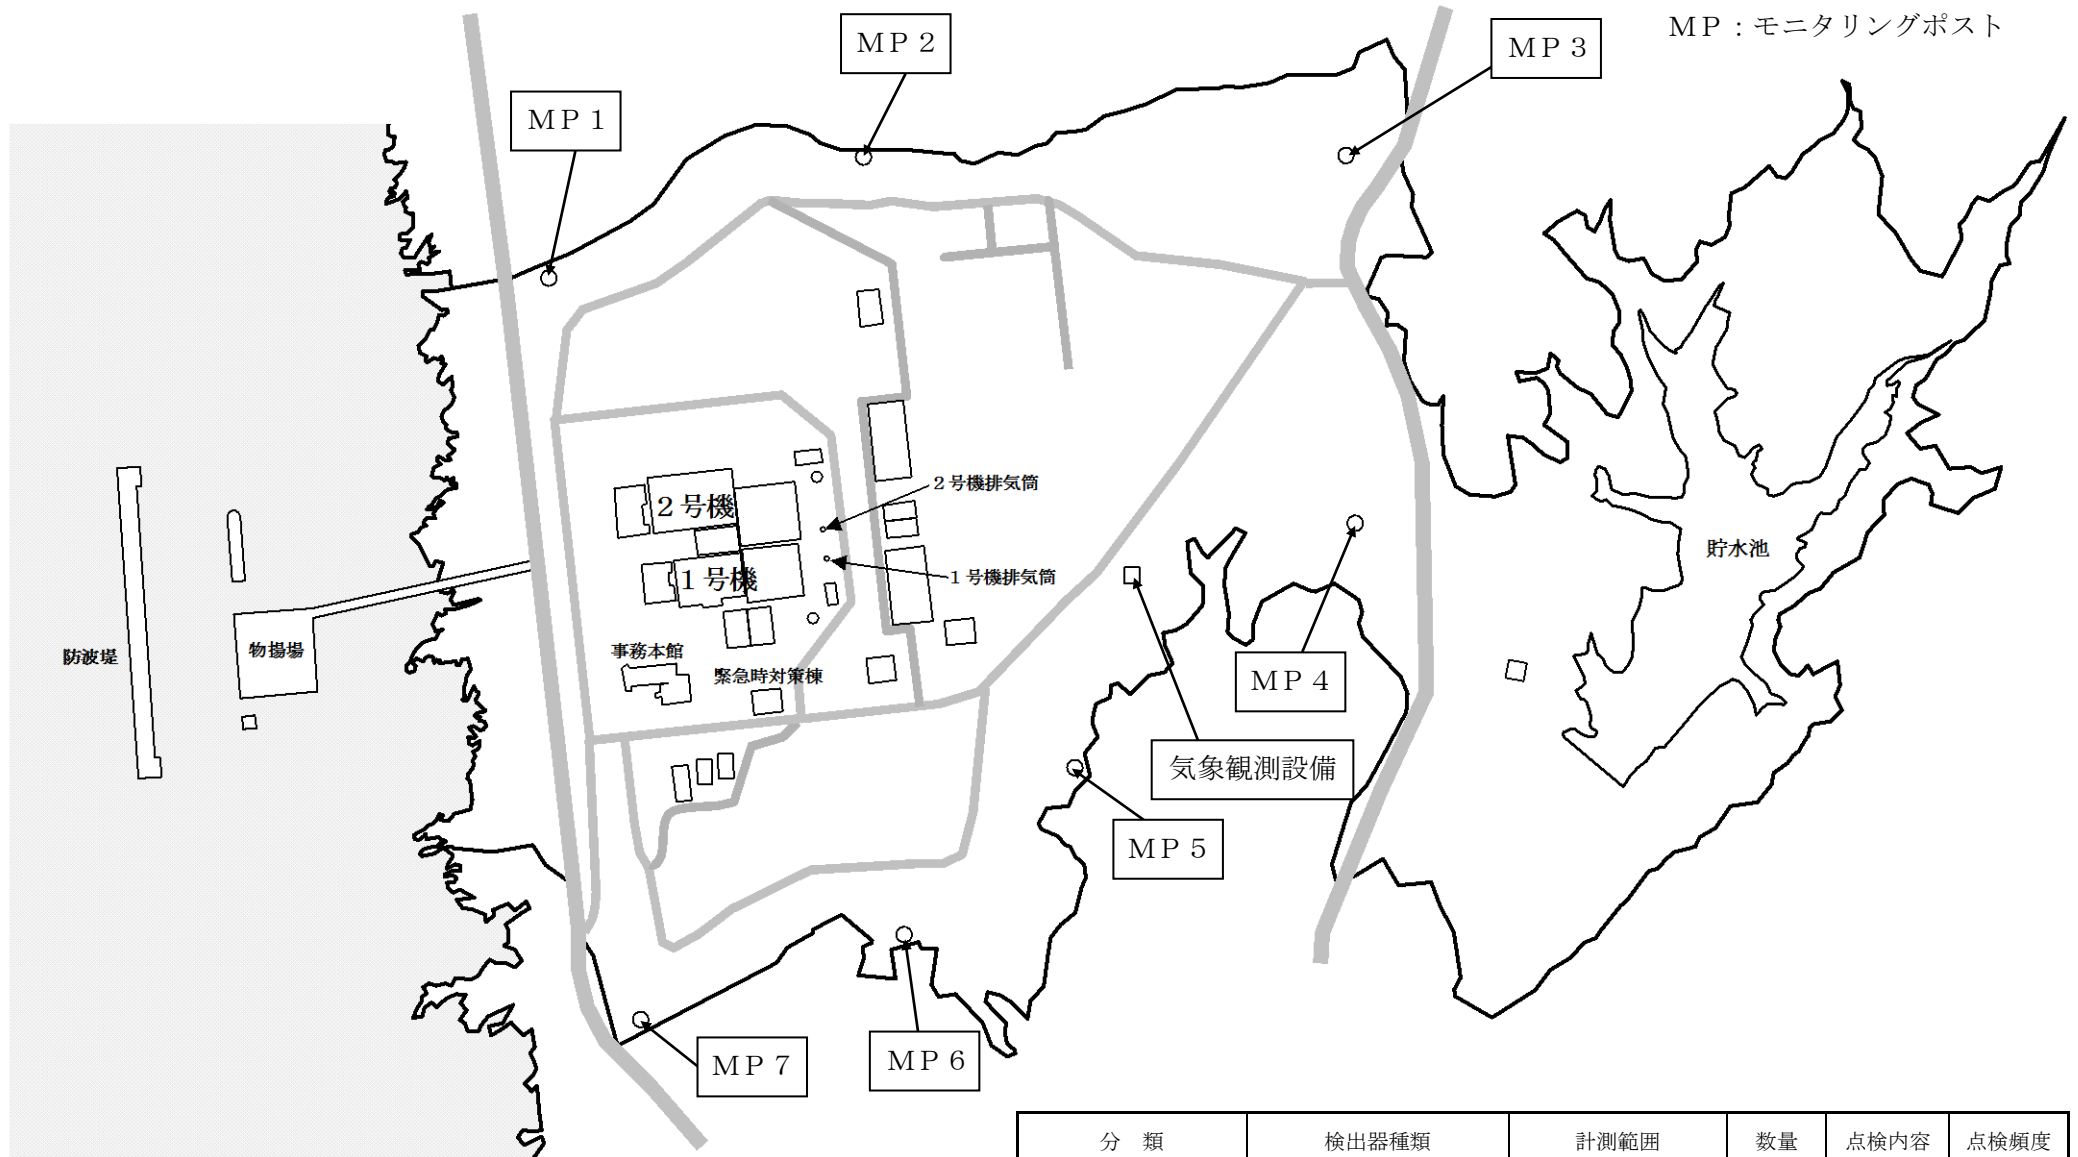 MP：モニタリングポスト
MP2
MP3
MP1
2号機排気筒
2号機
1号機排気筒
1号機
貯水池
防波堤
物揚場
事務本館
緊急時対策棟
MP4
気象観測設備
MP5
MP6
MP7
分　類　検出器種類　計測範囲　数量　点検内容　点検頻度